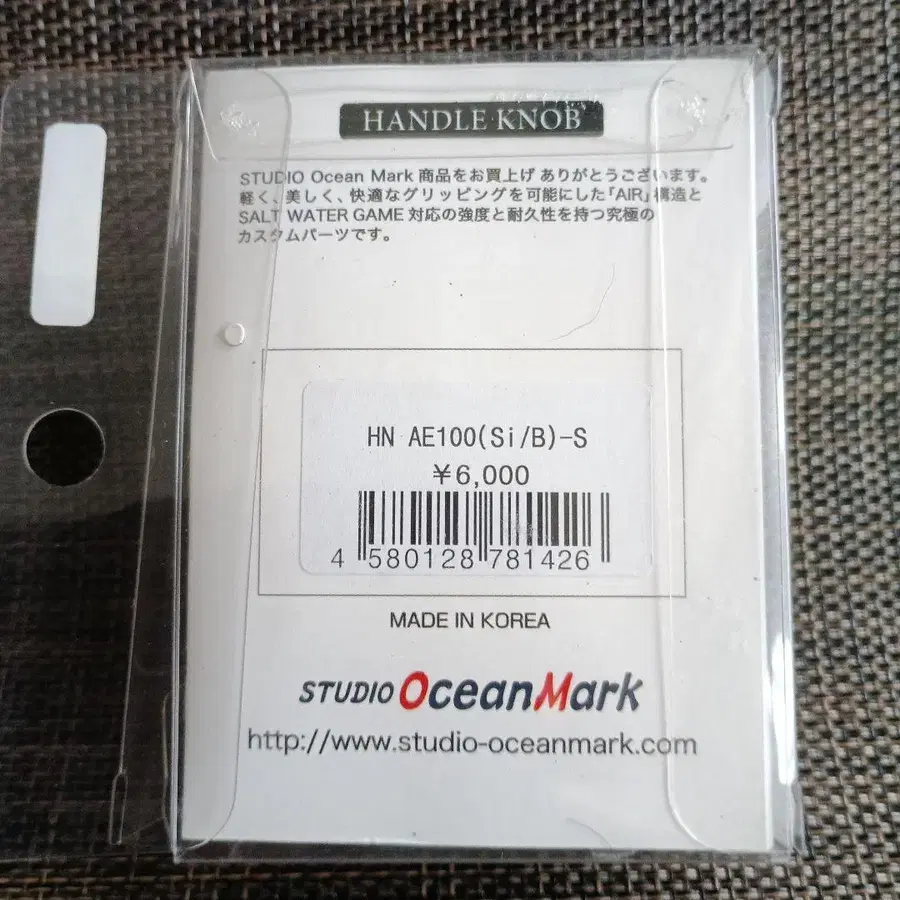 HANDLE KNOB
STUDIO Ocean Mark 商品をお買上げ ありがとうございます。
軽く、美しく、快適なグリッピングを可能にした「AIR」構造と
SALT WATER GAME 対応の強度と耐久性を持つ究極の
カスタムパーツです。
HN AE100(Si/B)-S
￥6,000
4 580128 781426
MADE IN KOREA
STUDIO OceanMark
http://www.studio-oceanmark.com